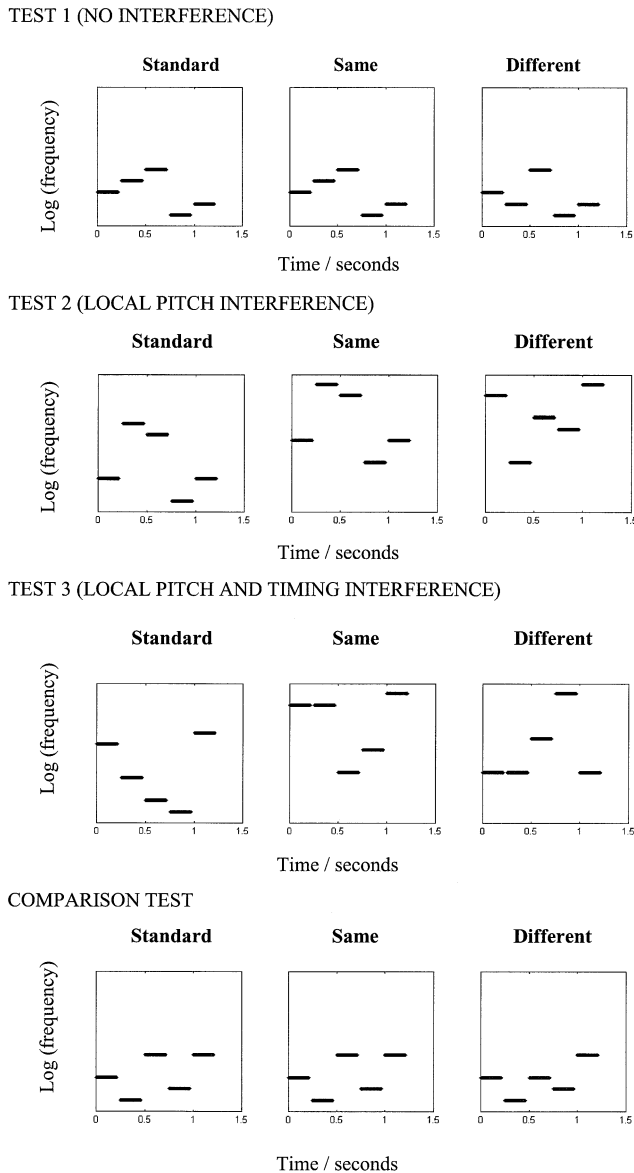 TEST 1 (NO INTERFERENCE)
Standard Same Different
Log (frequency)
0 0.5 1 1.5 0 0.5 1 1.5 0 0.5 1 1.5
Time / seconds
TEST 2 (LOCAL PITCH INTERFERENCE)
Standard Same Different
Log (frequency)
0 0.5 1 1.5 0 0.5 1 1.5 0 0.5 1 1.5
Time / seconds
TEST 3 (LOCAL PITCH AND TIMING INTERFERENCE)
Standard Same Different
Log (frequency)
0 0.5 1 1.5 0 0.5 1 1.5 0 0.5 1 1.5
Time / seconds
COMPARISON TEST
Standard Same Different
Log (frequency)
0 0.5 1 1.5 0 0.5 1 1.5 0 0.5 1 1.5
Time / seconds